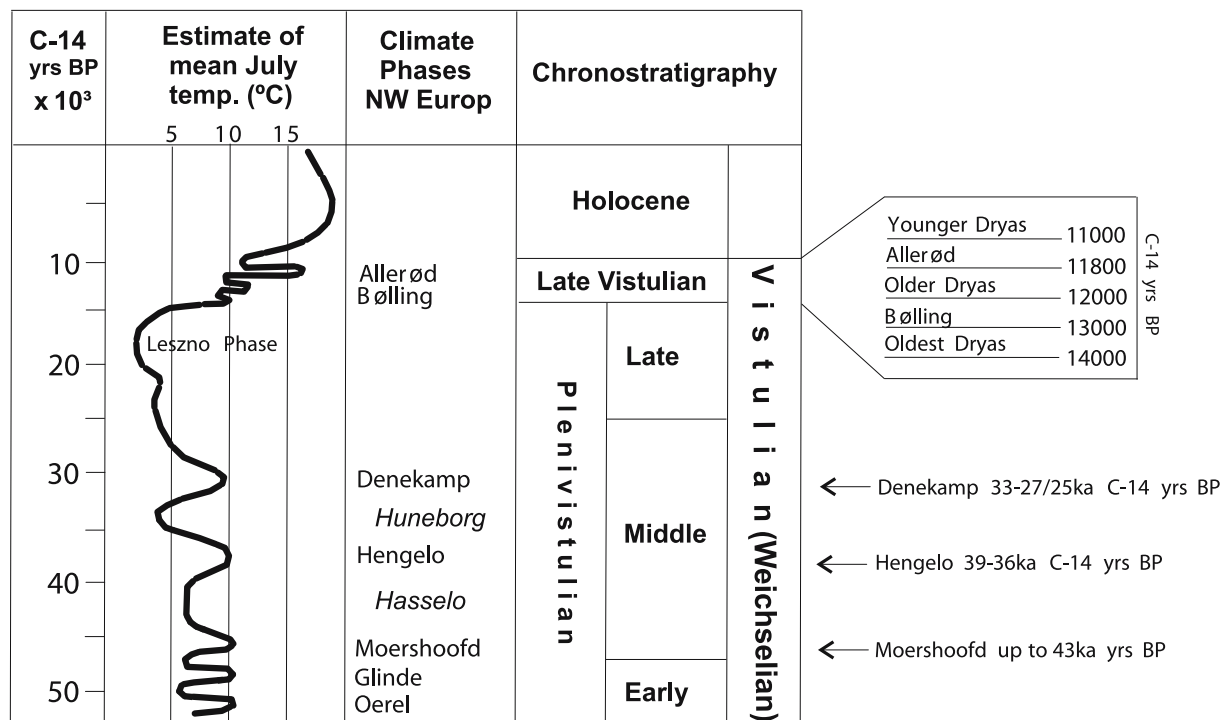 C-14
yrs BP
x 10³
Estimate of
mean July
temp. (ºC)
5 10 15
Climate
Phases
NW Europ
Chronostratigraphy
10
20
30
40
50
Leszno Phase
Allerød
Bølling
Denekamp
Huneborg
Hengelo
Hasselo
Moershoofd
Glinde
Oerel
Holocene
Late Vistulian
Plenivistulian
Late
Middle
Early
Vistulian (Weichselian)
Younger Dryas 11000
Allerød 11800
Older Dryas 12000
Bølling 13000
Oldest Dryas 14000
C-14 yrs BP
Denekamp 33-27/25ka C-14 yrs BP
Hengelo 39-36ka C-14 yrs BP
Moershoofd up to 43ka yrs BP